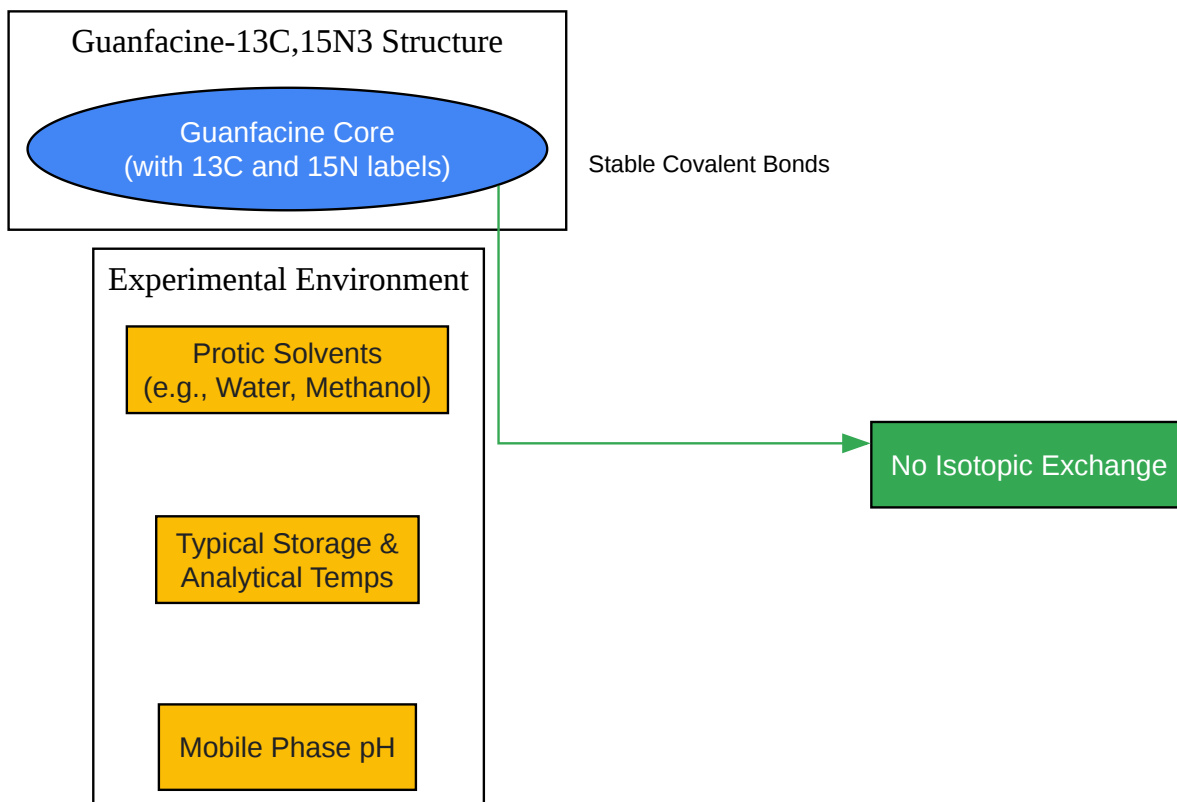 Guanfacine-13C,15N3 Structure
Guanfacine Core
(with 13C and 15N labels)
Stable Covalent Bonds
Experimental Environment
Protic Solvents
(e.g., Water, Methanol)
No Isotopic Exchange
Typical Storage &
Analytical Temps
Mobile Phase pH